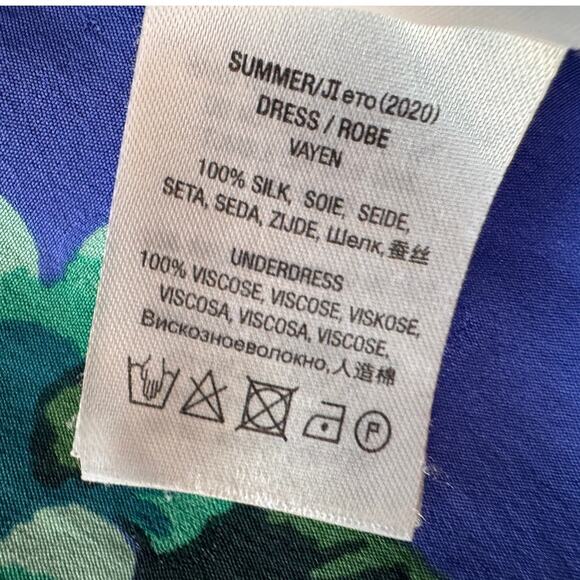 SUMMER/Лето(2020)
DRESS / ROBE
VAYEN
100% SILK, SOIE, SEIDE,
SETA, SEDA, ZIJDE, Шелк,蚕丝
UNDERDRESS
100% VISCOSE, VISCOSE, VISKOSE,
VISCOSA, VISCOSA, VISCOSE,
Вискозноеволокно,人造棉
P